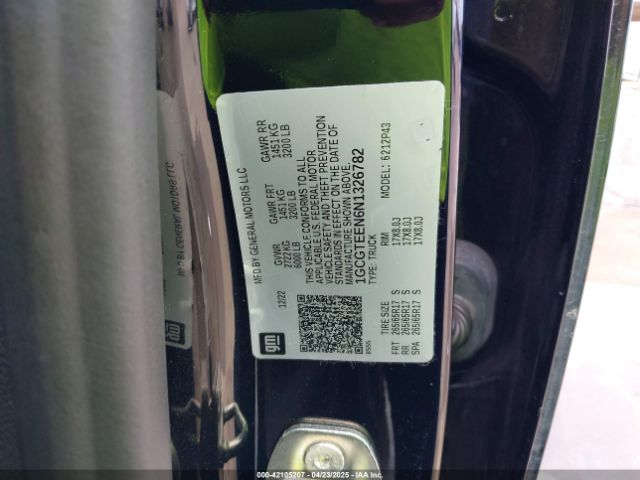 MFD BY GENERAL MOTORS LLC
12/22
GVWR GAWR FRT GAWR RR
2722 KG 1451 KG 1451 KG
6000 LB 3200 LB 3200 LB
THIS VEHICLE CONFORMS TO ALL
APPLICABLE U.S. FEDERAL MOTOR
VEHICLE SAFETY AND THEFT PREVENTION
STANDARDS IN EFFECT ON THE DATE OF
MANUFACTURE SHOWN ABOVE.
1GCGTEEN6N1326782
TYPE: TRUCK MODEL: 6212P43
TIRE SIZE RIM
FRT 265/65R17 S 17X8.0J
RR 265/65R17 S 17X8.0J
SPA 265/65R17 S 17X8.0J
gm
000-42105207 - 04/23/2025 - IAAI.COM